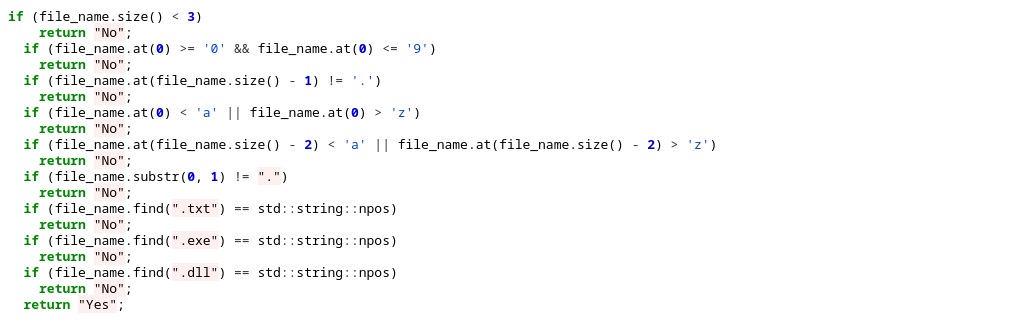 if (file_name.size() < 3)
    return "No";
  if (file_name.at(0) >= '0' && file_name.at(0) <= '9')
    return "No";
  if (file_name.at(file_name.size() - 1) != '.')
    return "No";
  if (file_name.at(0) < 'a' || file_name.at(0) > 'z')
    return "No";
  if (file_name.at(file_name.size() - 2) < 'a' || file_name.at(file_name.size() - 2) > 'z')
    return "No";
  if (file_name.substr(0, 1) != ".")
    return "No";
  if (file_name.find(".txt") == std::string::npos)
    return "No";
  if (file_name.find(".exe") == std::string::npos)
    return "No";
  if (file_name.find(".dll") == std::string::npos)
    return "No";
  return "Yes";